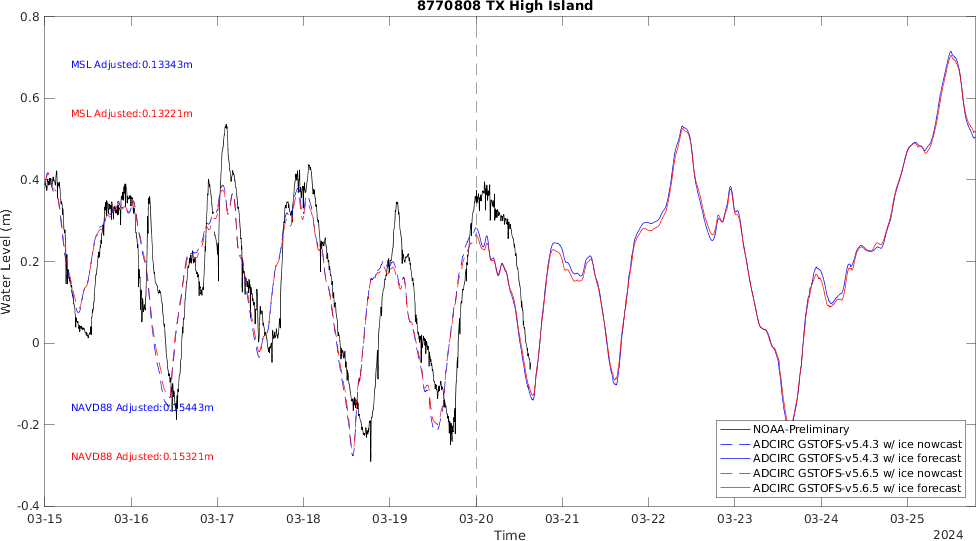 8770808 TX High Island
0.8
0.6
0.4
0.2
0
-0.2
-0.4
Water Level (m)
MSL Adjusted:0.13343m
MSL Adjusted:0.13221m
NAVD88 Adjusted:0.15443m
NAVD88 Adjusted:0.15321m
NOAA-Preliminary
ADCIRC GSTOFS-v5.4.3 w/ ice nowcast
ADCIRC GSTOFS-v5.4.3 w/ ice forecast
ADCIRC GSTOFS-v5.6.5 w/ ice nowcast
ADCIRC GSTOFS-v5.6.5 w/ ice forecast
03-15 03-16 03-17 03-18 03-19 03-20 03-21 03-22 03-23 03-24 03-25
Time
2024